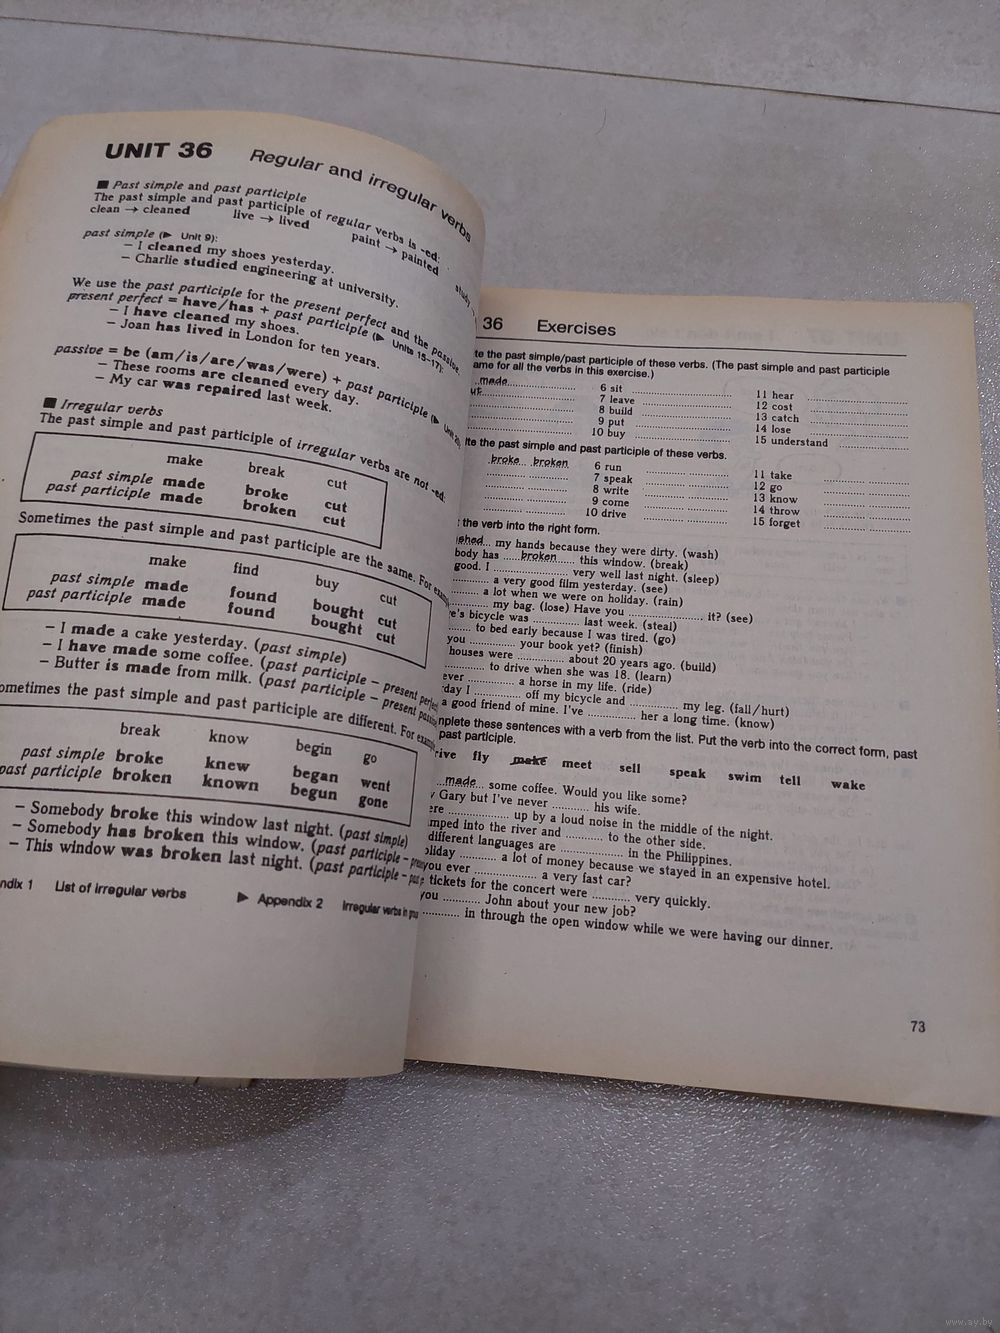 UNIT 36 Regular and irregular verbs
■ Past simple and past participle
The past simple and past participle of regular verbs is -ed:
clean → cleaned live → lived paint → painted study
past simple (▶ Unit 9):
– I cleaned my shoes yesterday.
– Charlie studied engineering at university.
We use the past participle for the present perfect and the passive.
present perfect = have/has + past participle (▶ Units 15–17):
– I have cleaned my shoes.
– Joan has lived in London for ten years.
passive = be (am/is/are/was/were) + past participle (▶
– These rooms are cleaned every day.
– My car was repaired last week.
■ Irregular verbs
The past simple and past participle of irregular verbs are not -ed:
make break cut
past simple made broke cut
past participle made broken cut
Sometimes the past simple and past participle are the same. For
make find buy cut
past simple made found bought cut
past participle made found bought cut
– I made a cake yesterday. (past simple)
– I have made some coffee. (past participle – present perfect
– Butter is made from milk. (past participle – present
ometimes the past simple and past participle are different. For
break know begin go
past simple broke knew began went
past participle broken known begun gone
– Somebody broke this window last night. (past simple)
– Somebody has broken this window. (past participle –
– This window was broken last night. (past participle –
ndix 1 List of irregular verbs ▶ Appendix 2 Irregular verbs in
36 Exercises
te the past simple/past participle of these verbs. (The past simple and past participle
ame for all the verbs in this exercise.)
made 6 sit 11 hear
ut 7 leave 12 cost
8 build 13 catch
9 put 14 lose
10 buy 15 understand
ite the past simple and past participle of these verbs.
broke broken 6 run 11 take
7 speak 12 go
8 write 13 know
9 come 14 throw
10 drive 15 forget
t the verb into the right form.
shed... my hands because they were dirty. (wash)
body has ....broken.... this window. (break)
good. I .................... very well last night. (sleep)
............ a very good film yesterday. (see)
............ a lot when we were on holiday. (rain)
............ my bag. (lose) Have you .................... it? (see)
e's bicycle was ............ last week. (steal)
............ to bed early because I was tired. (go)
you ............ your book yet? (finish)
houses were ............ about 20 years ago. (build)
............ to drive when she was 18. (learn)
ever ............ a horse in my life. (ride)
day I ............ off my bicycle and ............ my leg. (fall/hurt)
a good friend of mine. I've ............ her a long time. (know)
mplete these sentences with a verb from the list. Put the verb into the correct form, past
past participle.
rive fly make meet sell speak swim tell wake
...made... some coffee. Would you like some?
y Gary but I've never .......... his wife.
ere .................. up by a loud noise in the middle of the night.
mped into the river and .......... to the other side.
different languages are .................. in the Philippines.
oliday .......... a lot of money because we stayed in an expensive hotel.
you ever .................. a very fast car?
tickets for the concert were .......... very quickly.
you .......... John about your new job?
.......... in through the open window while we were having our dinner.
73
www.ay.by